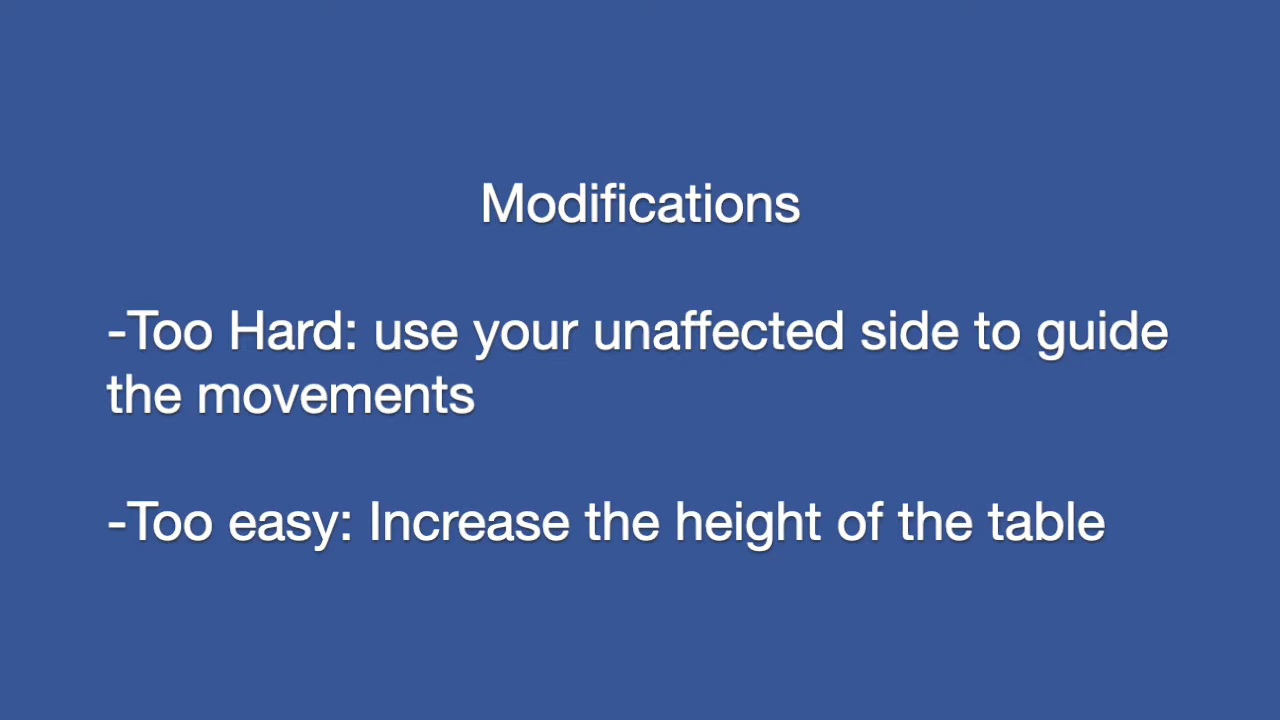 Modifications
-Too Hard: use your unaffected side to guide
the movements
-Too easy: Increase the height of the table